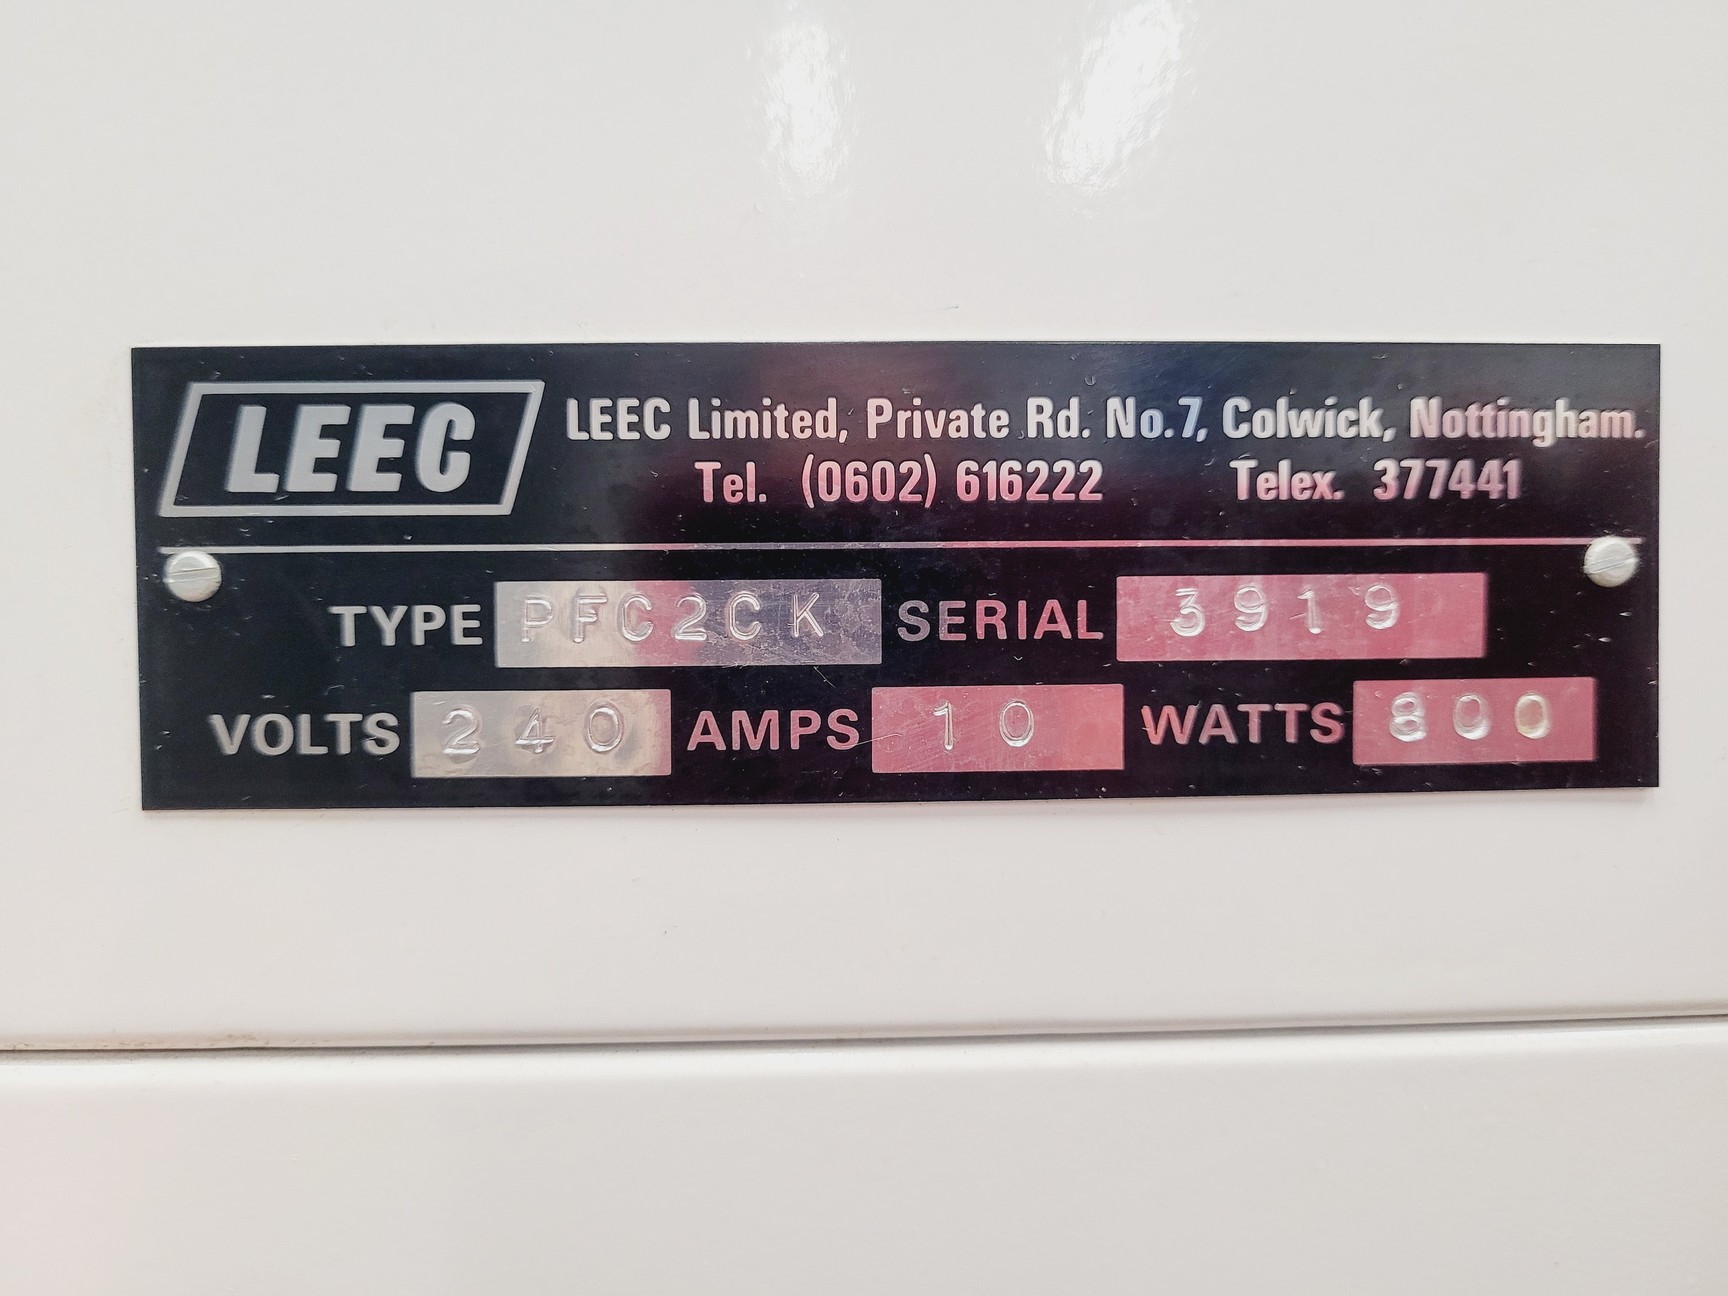 LEEC
LEEC Limited, Private Rd. No.7, Colwick, Nottingham.
Tel. (0602) 616222 Telex. 377441
TYPE PFC2CK SERIAL 3919
VOLTS 240 AMPS 10 WATTS 800